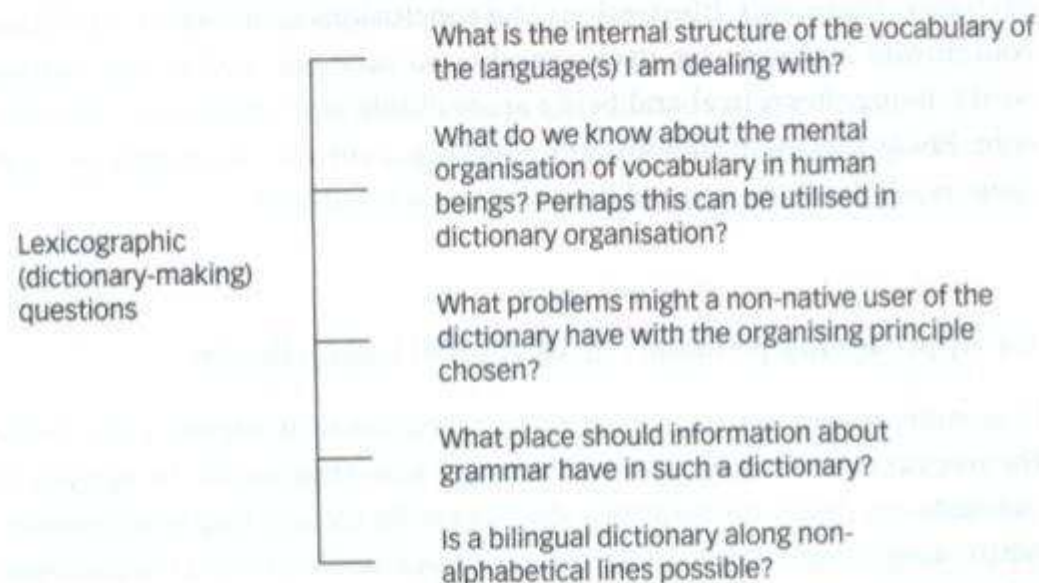 What is the internal structure of the vocabulary of
the language(s) I am dealing with?
What do we know about the mental
organisation of vocabulary in human
beings? Perhaps this can be utilised in
dictionary organisation?
Lexicographic
(dictionary-making)
questions
What problems might a non-native user of the
dictionary have with the organising principle
chosen?
What place should information about
grammar have in such a dictionary?
Is a bilingual dictionary along non-
alphabetical lines possible?